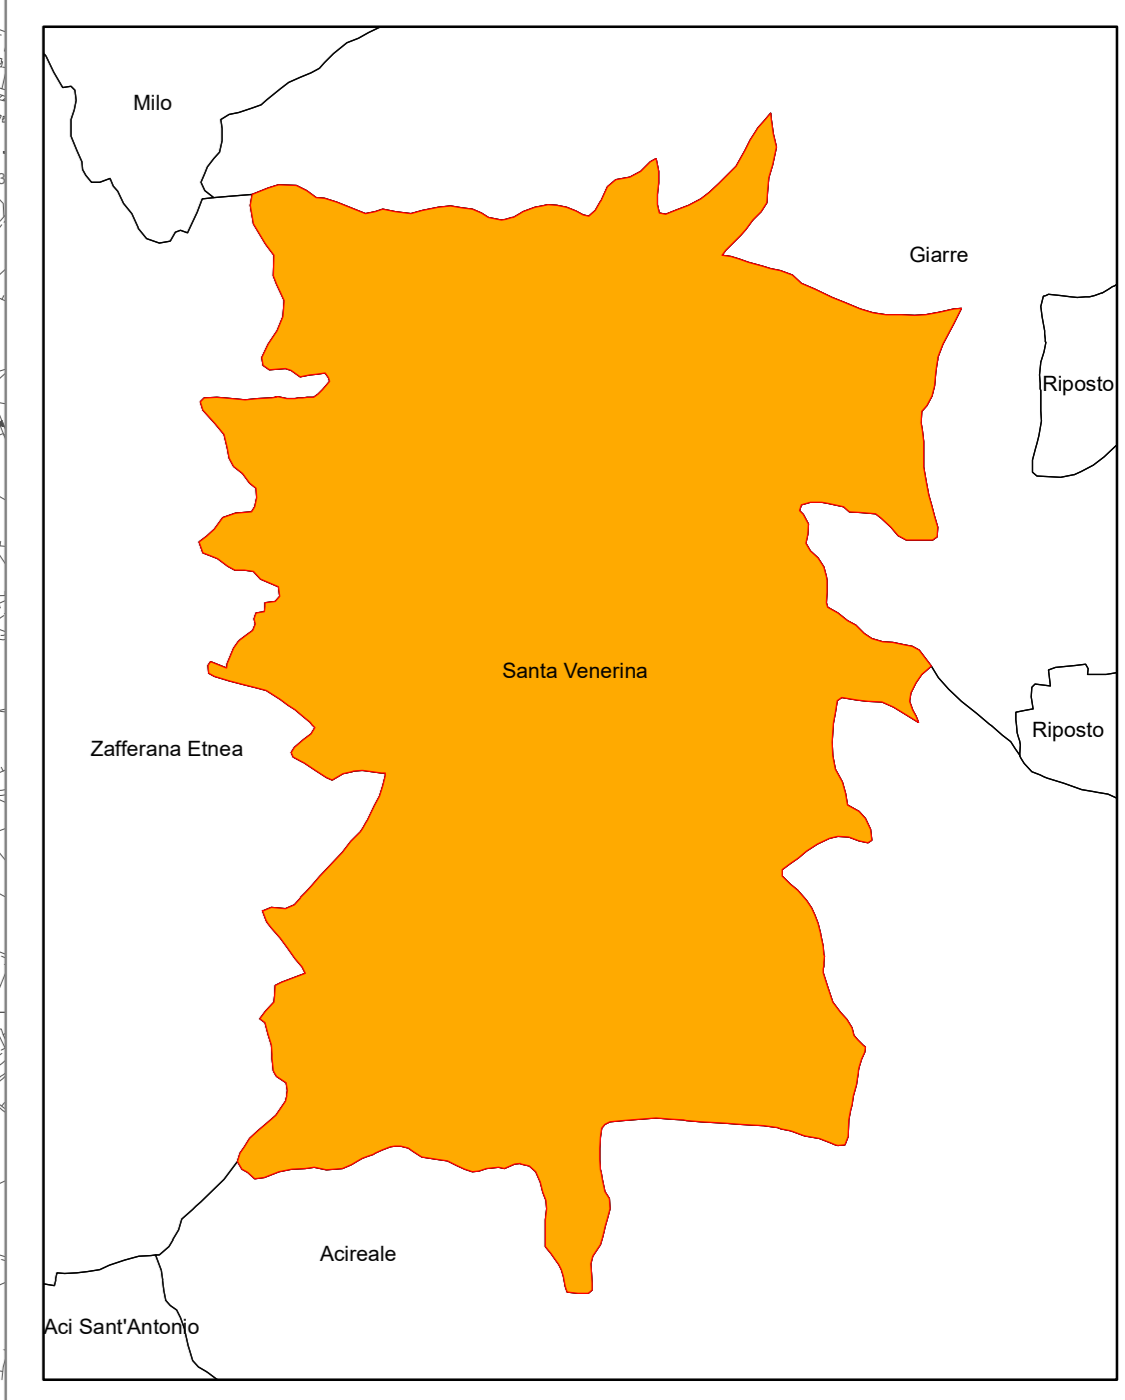 Milo
Giarre
Riposto
Santa Venerina
Riposto
Zafferana Etnea
Acireale
Aci Sant'Antonio